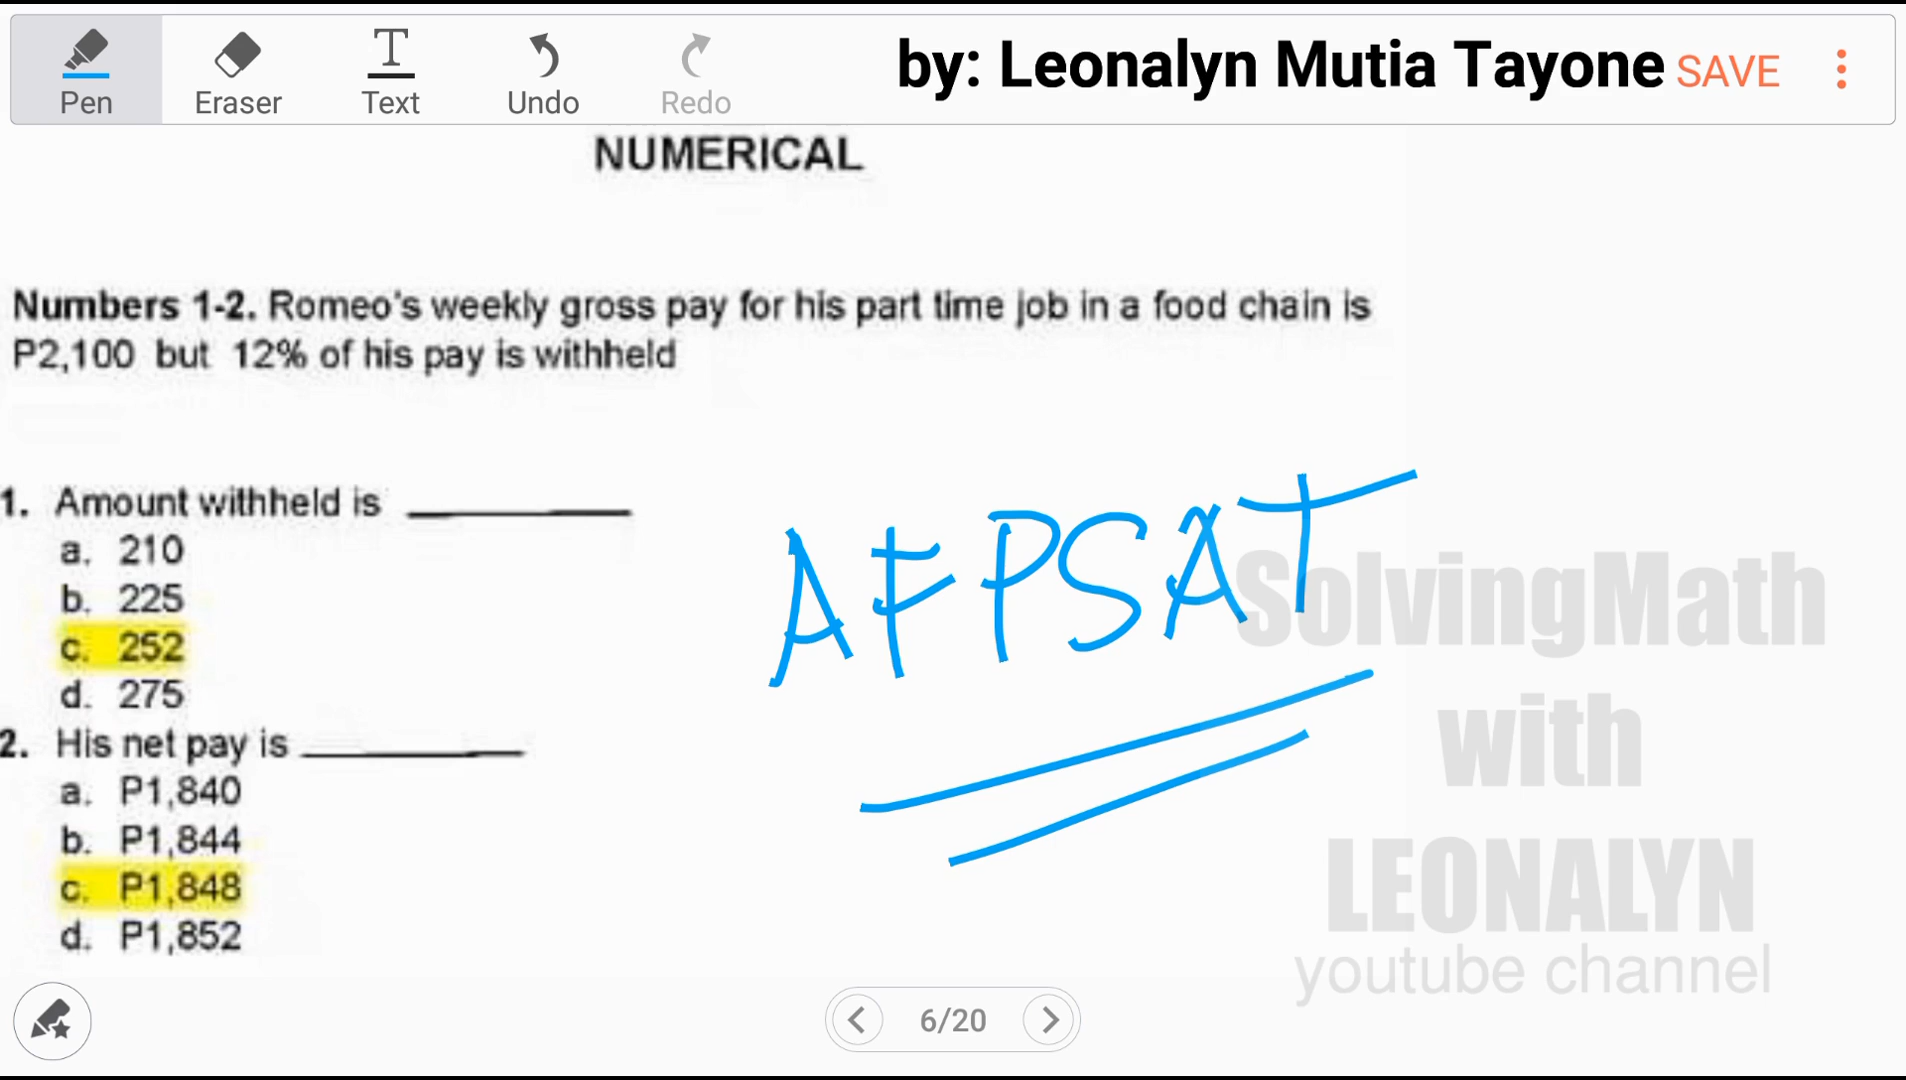 Pen
Eraser
Text
Undo
Redo
by: Leonalyn Mutia Tayone
SAVE
NUMERICAL
Numbers 1-2. Romeo's weekly gross pay for his part time job in a food chain is
P2,100 but 12% of his pay is withheld
1. Amount withheld is ________
a. 210
b. 225
c. 252
d. 275
2. His net pay is ________
a. P1,840
b. P1,844
c. P1,848
d. P1,852
AFPSAT
SolvingMath
with
LEONALYN
youtube channel
6/20